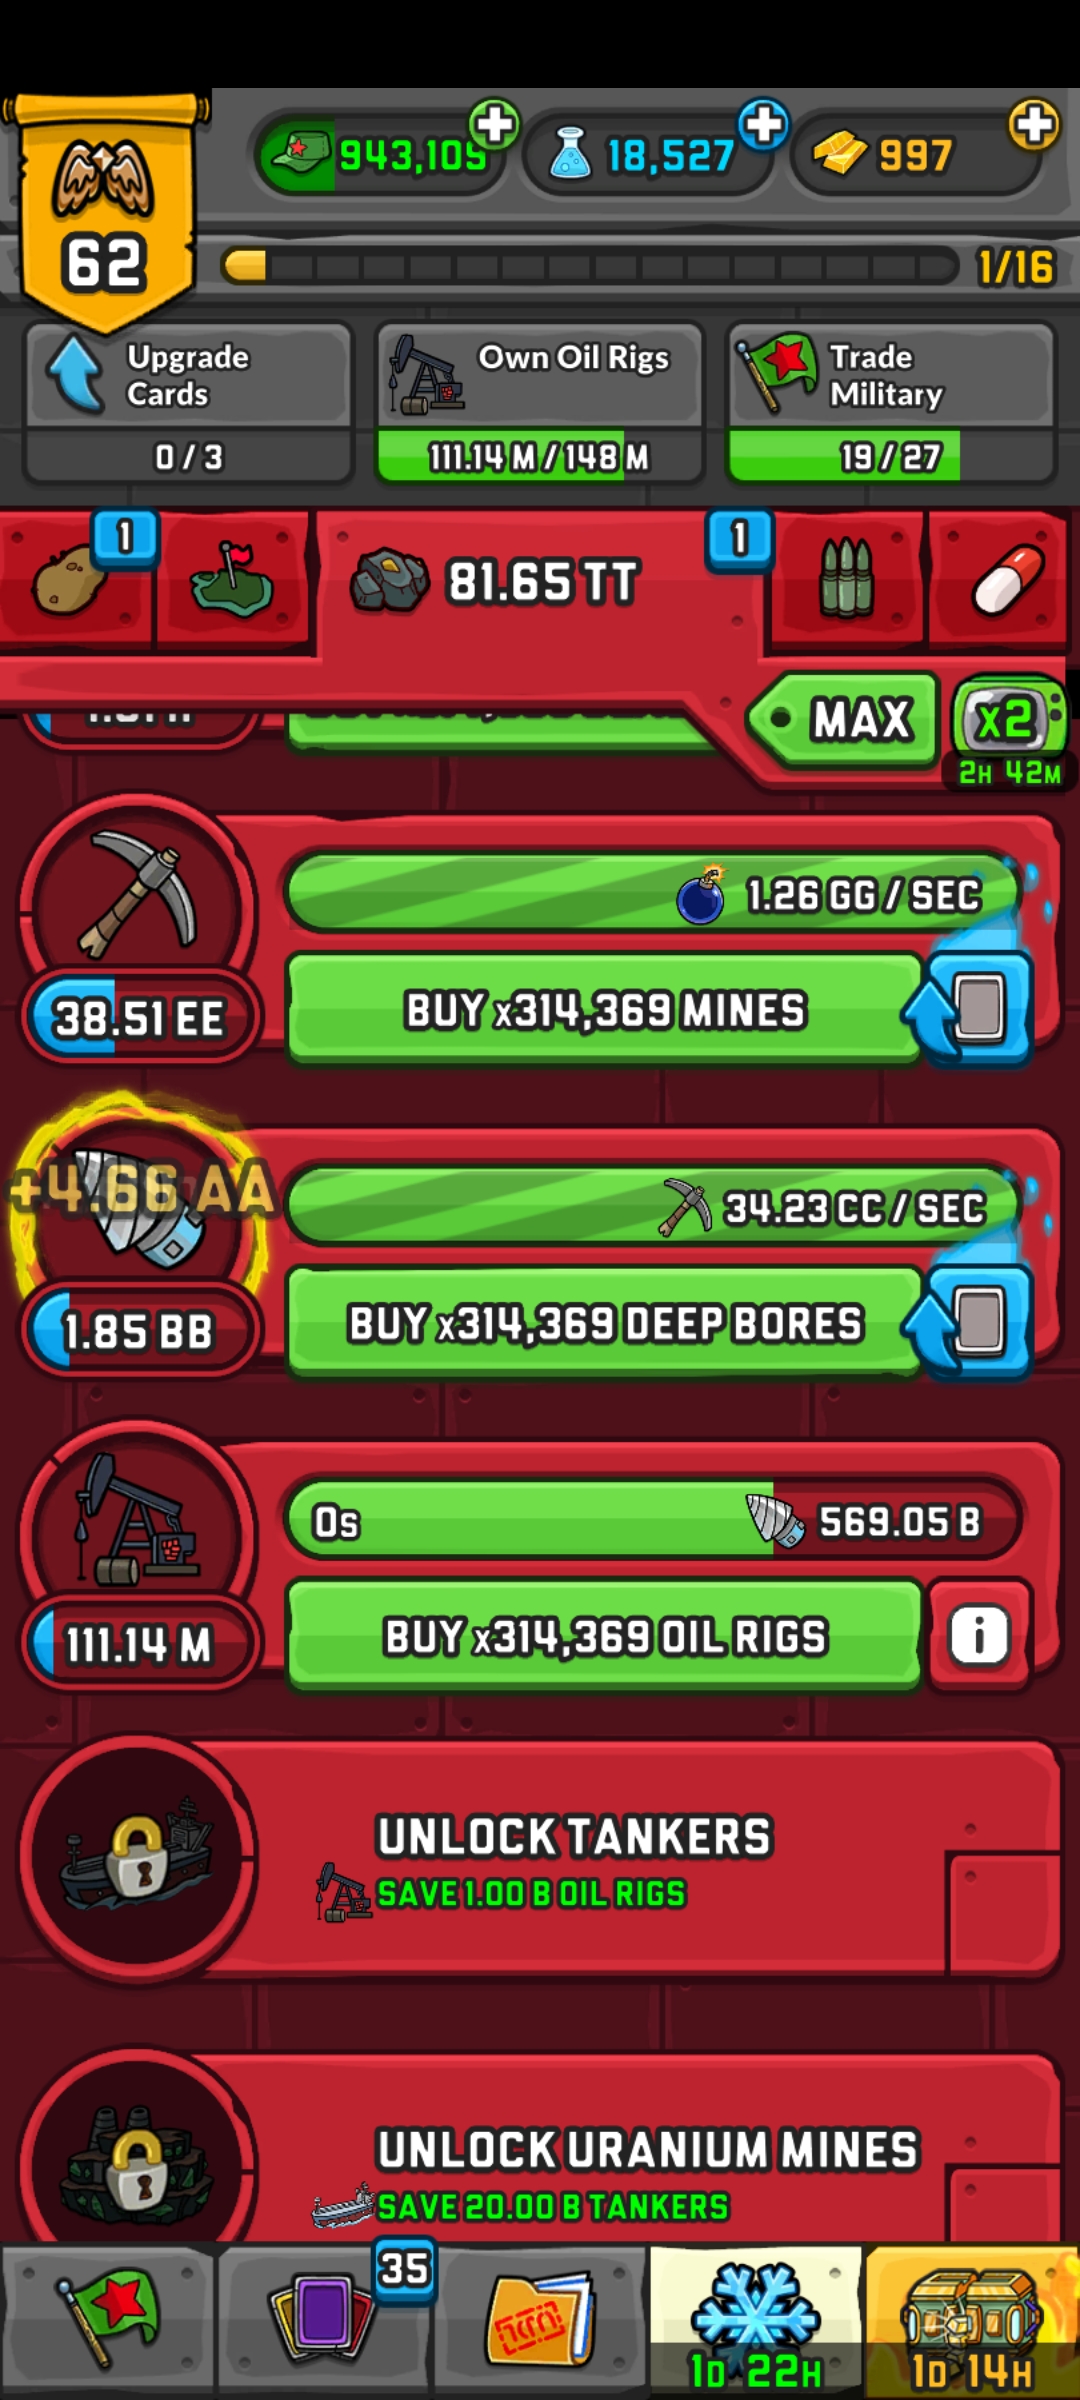 62
943,109
18,527
997
1/16
Upgrade
Cards
0 / 3
Own Oil Rigs
111.14 M / 148 M
Trade
Military
19 / 27
1
81.65 TT
1
MAX
x2
2H 42M
1.26 GG / SEC
38.51 EE
BUY x314,369 MINES
+4.66 AA
34.23 CC / SEC
1.85 BB
BUY x314,369 DEEP BORES
0s
569.05 B
111.14 M
BUY x314,369 OIL RIGS
i
UNLOCK TANKERS
SAVE 1.00 B OIL RIGS
UNLOCK URANIUM MINES
SAVE 20.00 B TANKERS
35
1D 22H
1D 14H